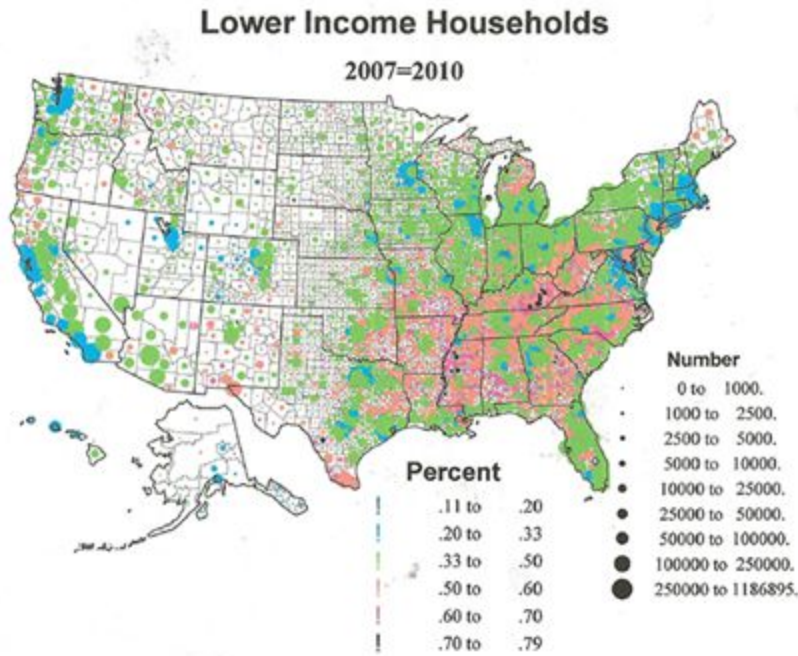 Lower Income Households
2007=2010
Number
0 to 1000.
1000 to 2500.
2500 to 5000.
5000 to 10000.
10000 to 25000.
25000 to 50000.
50000 to 100000.
100000 to 250000.
250000 to 1186895.
Percent
.11 to .20
.20 to .33
.33 to .50
.50 to .60
.60 to .70
.70 to .79